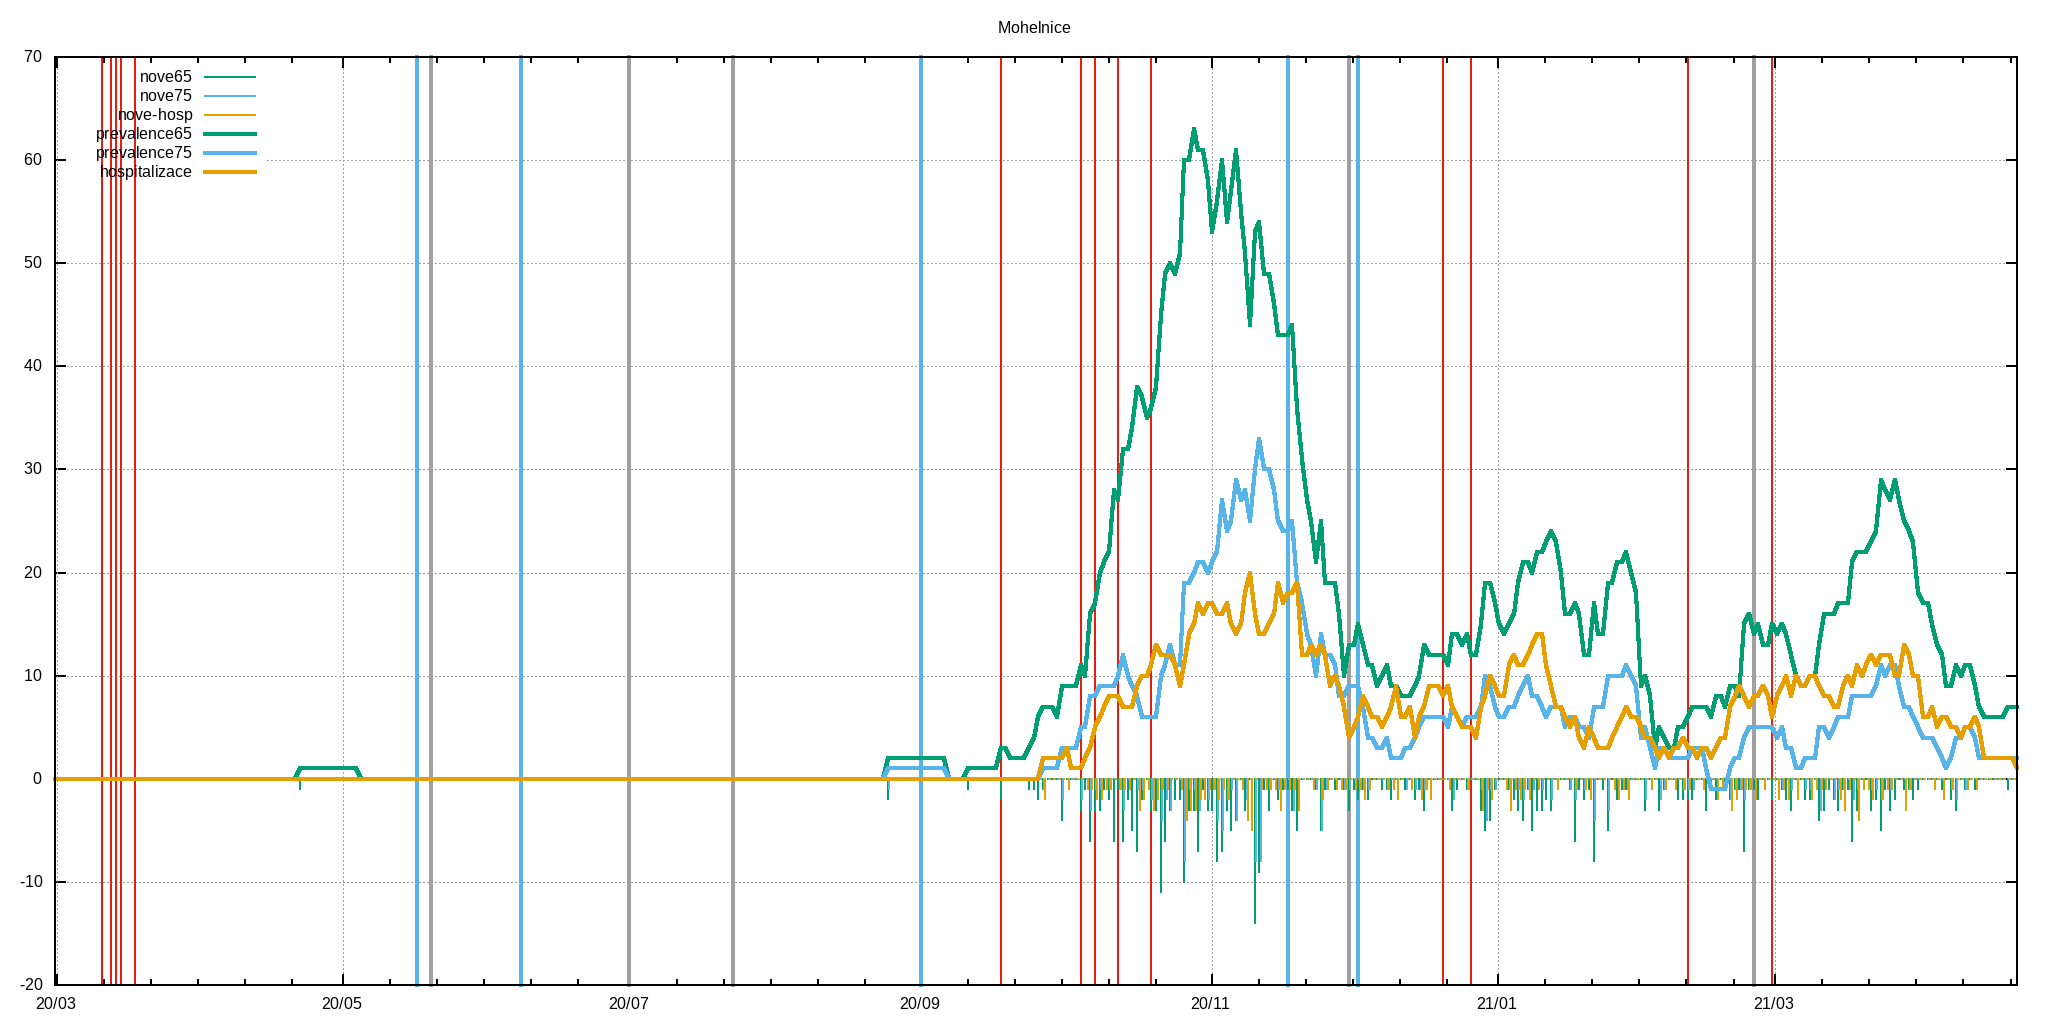 Mohelnice
70
60
50
40
30
20
10
0
-10
-20
nove65
nove75
nove-hosp
prevalence65
prevalence75
hospitalizace
20/03 20/05 20/07 20/09 20/11 21/01 21/03